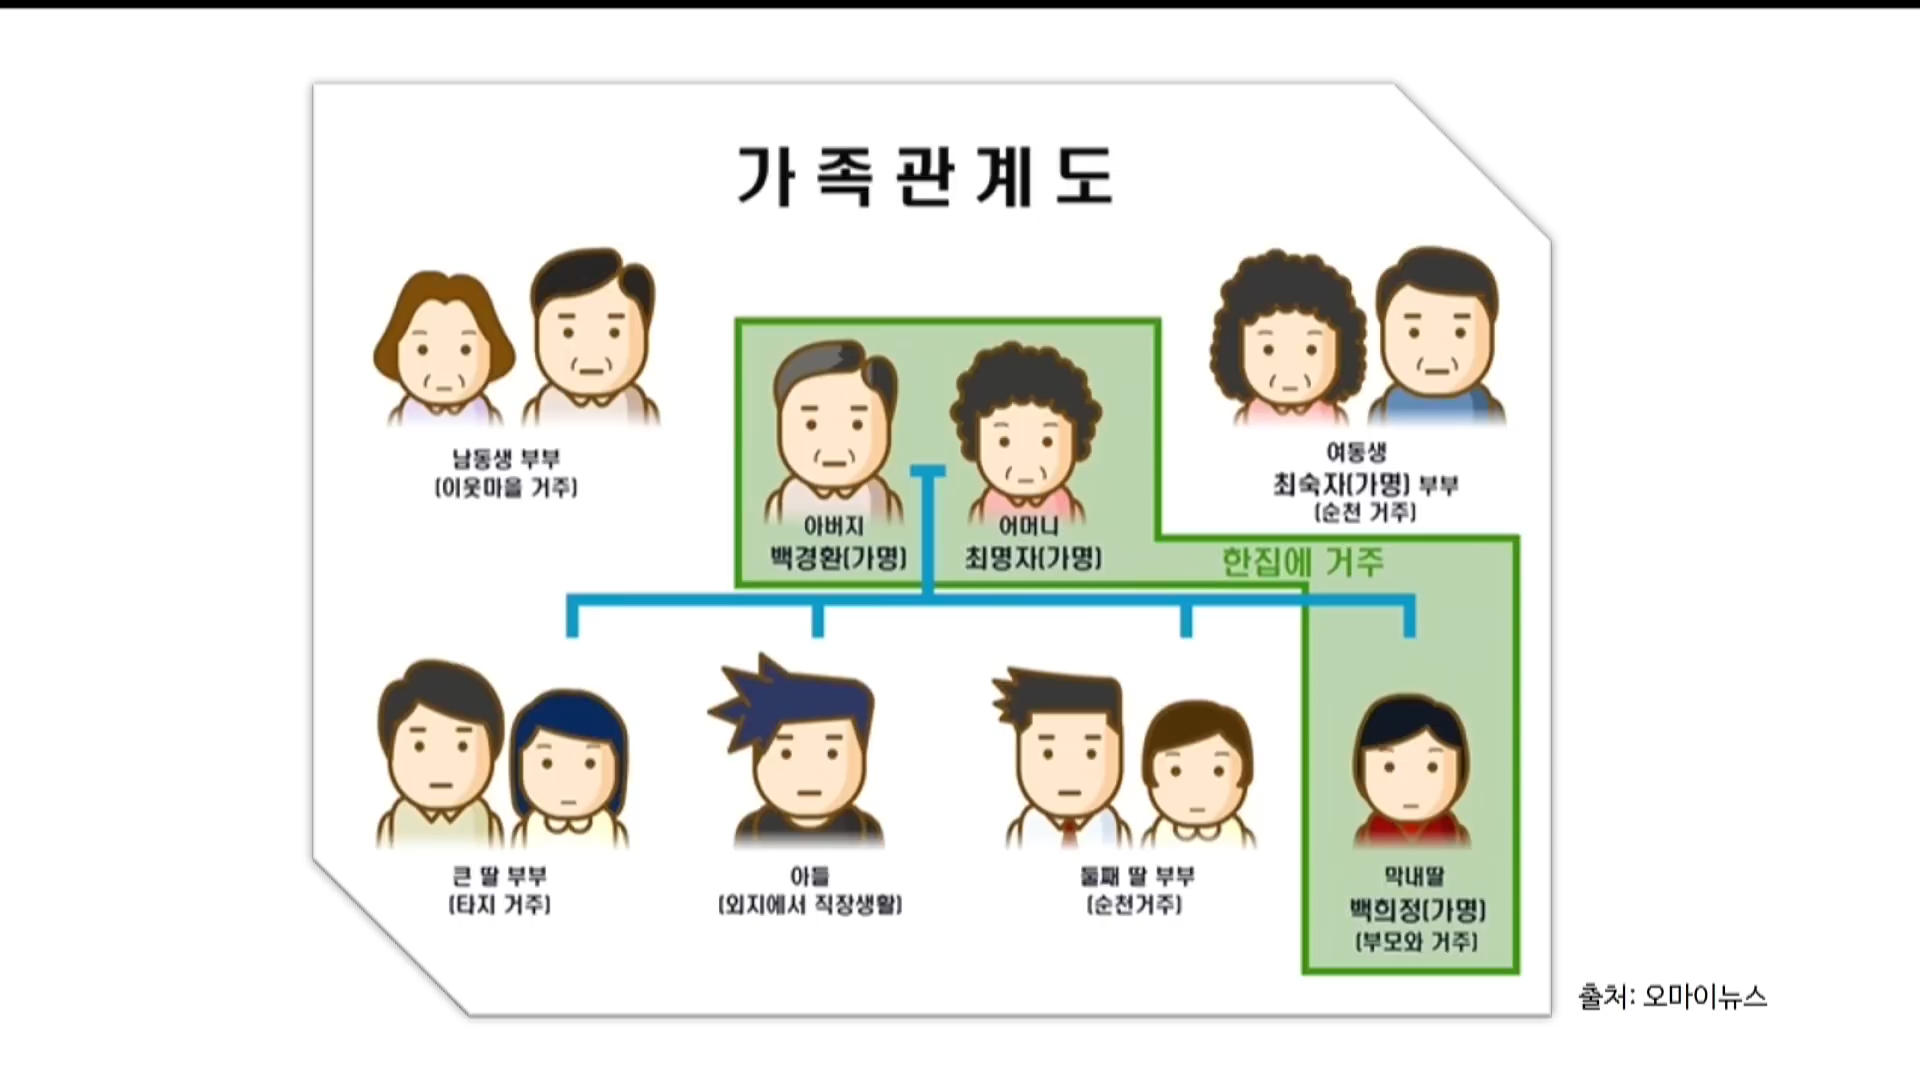 가족관계도
남동생 부부
(이웃마을 거주)
여동생
최숙자(가명) 부부
(순천 거주)
아버지
백경환(가명)
어머니
최명자(가명)
한집에 거주
큰 딸 부부
(타지 거주)
아들
(외지에서 직장생활)
둘째 딸 부부
(순천거주)
막내딸
백희정(가명)
(부모와 거주)
출처: 오마이뉴스